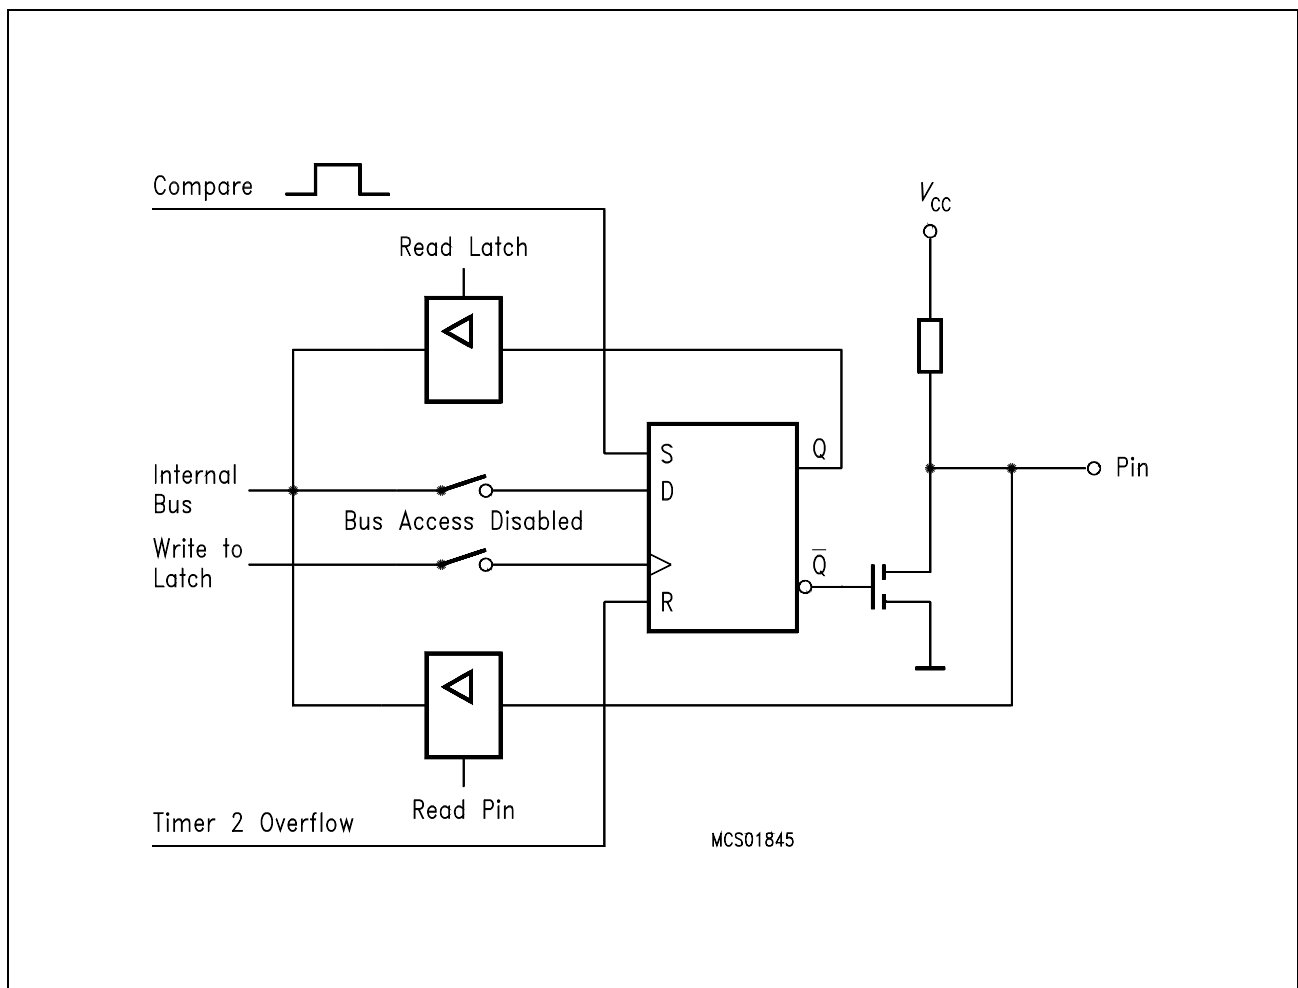 Compare
V_CC
Read Latch
S
Q
Internal
Bus
D
Pin
Bus Access Disabled
Write to
Latch
Q̅
R
Read Pin
Timer 2 Overflow
MCS01845